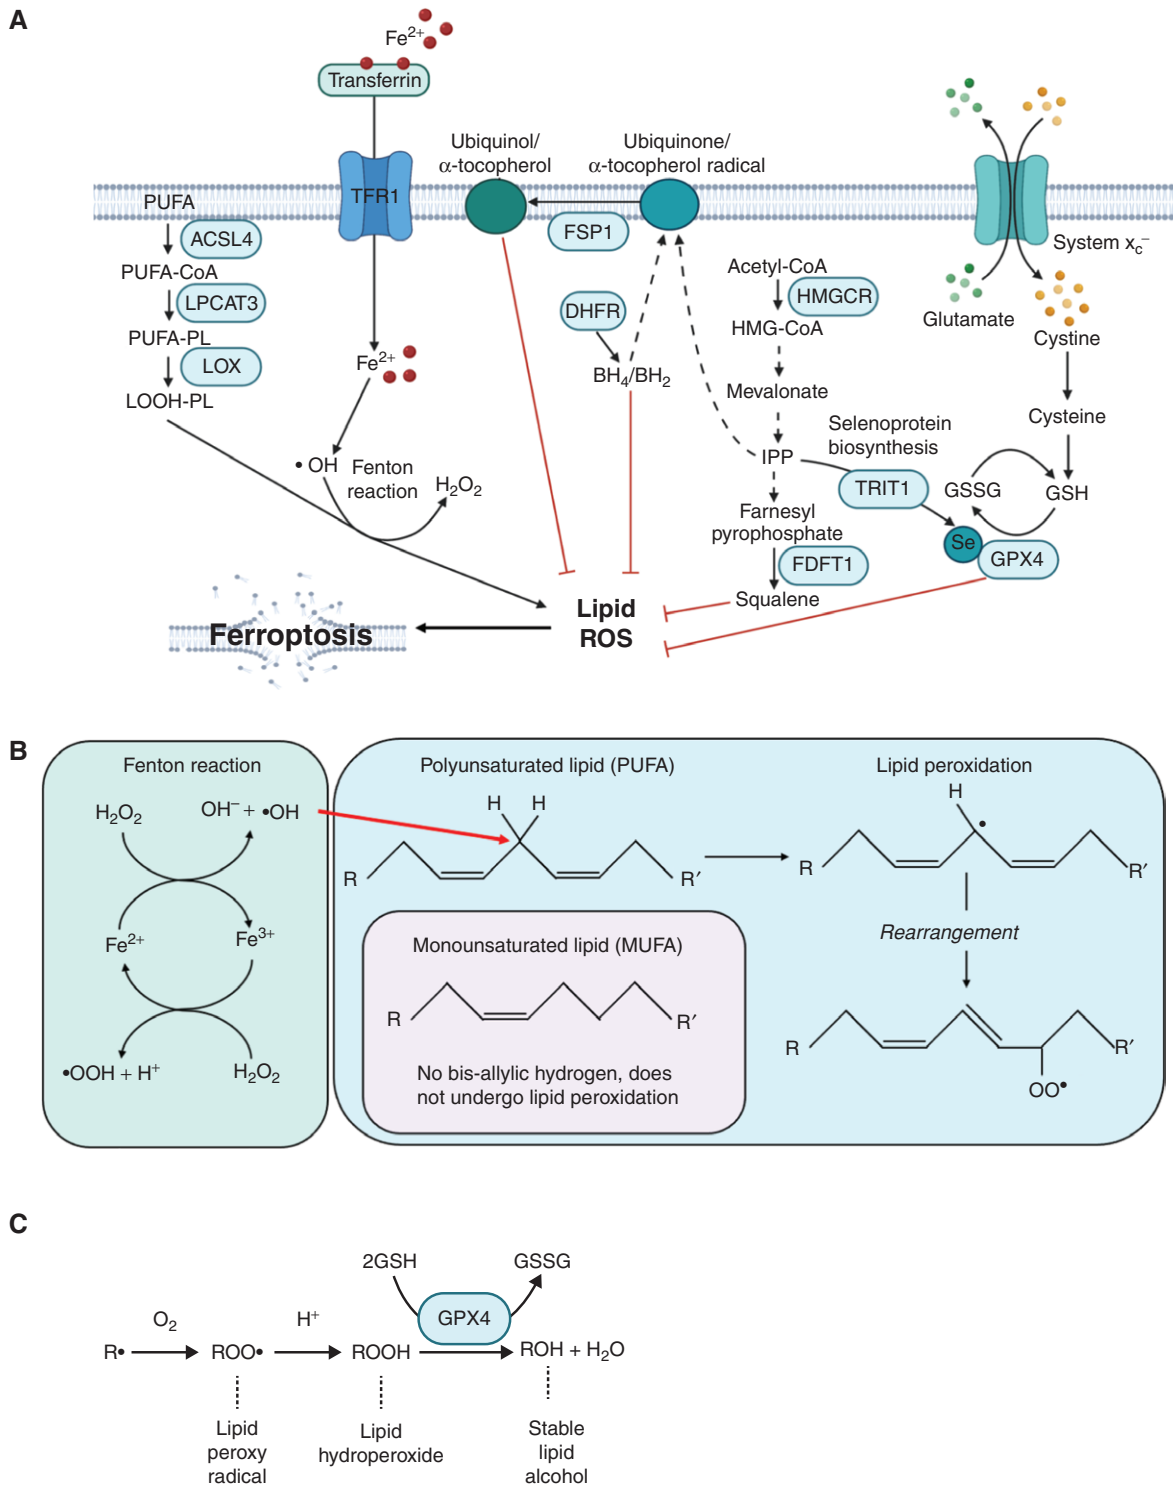 A
Fe2+
Transferrin
TFR1
Ubiquinol/
α-tocopherol
Ubiquinone/
α-tocopherol radical
FSP1
System xc−
PUFA
ACSL4
PUFA-CoA
LPCAT3
PUFA-PL
LOX
LOOH-PL
Fe2+
• OH
Fenton
reaction
H2O2
DHFR
BH4/BH2
Acetyl-CoA
HMGCR
HMG-CoA
Mevalonate
IPP
Selenoprotein
biosynthesis
TRIT1
Farnesyl
pyrophosphate
FDFT1
Squalene
Glutamate
Cystine
Cysteine
GSSG
GSH
Se
GPX4
Lipid
ROS
Ferroptosis
B
Fenton reaction
H2O2
OH− + •OH
Fe2+
Fe3+
•OOH + H+
H2O2
Polyunsaturated lipid (PUFA)
H
H
R
R′
Lipid peroxidation
H
•
R
R′
Rearrangement
R
R′
OO•
Monounsaturated lipid (MUFA)
R
R′
No bis-allylic hydrogen, does
not undergo lipid peroxidation
C
2GSH
GSSG
GPX4
O2
H+
R•
ROO•
ROOH
ROH + H2O
Lipid
peroxy
radical
Lipid
hydroperoxide
Stable
lipid
alcohol